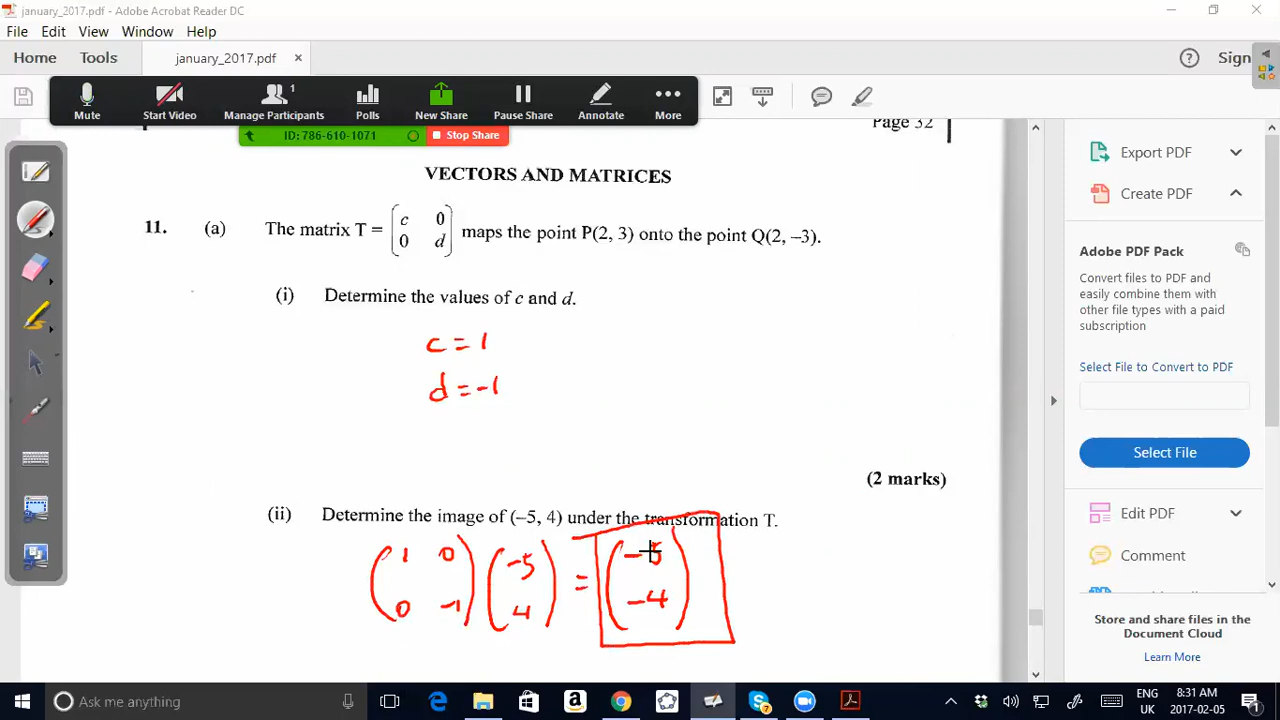 january_2017.pdf - Adobe Acrobat Reader DC
File Edit View Window Help
Home Tools january_2017.pdf × Sign
Mute Start Video Manage Participants 1 Polls New Share Pause Share Annotate More
ID: 786-610-1071 Stop Share
Page 32
VECTORS AND MATRICES
11. (a) The matrix T = (c 0 0 d) maps the point P(2, 3) onto the point Q(2, –3).
(i) Determine the values of c and d.
c = 1
d = -1
(2 marks)
(ii) Determine the image of (–5, 4) under the transformation T.
(1 0 0 -1) (-5 4) = (-5 -4)
Export PDF
Create PDF
Adobe PDF Pack
Convert files to PDF and
easily combine them with
other file types with a paid
subscription
Select File to Convert to PDF
Select File
Edit PDF
Comment
Store and share files in the
Document Cloud
Learn More
Ask me anything
ENG 8:31 AM
UK 2017-02-05